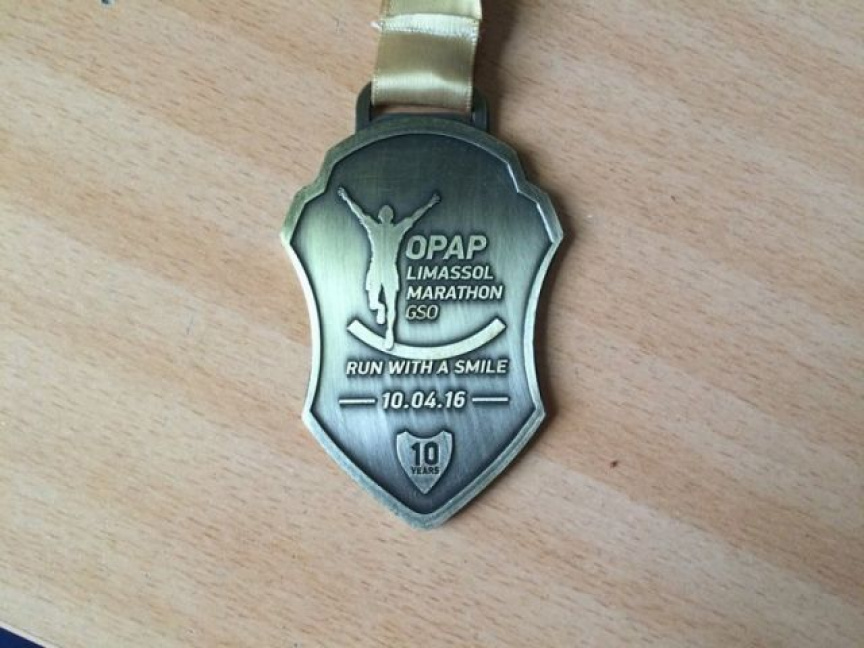 OPAP
LIMASSOL
MARATHON
GSO
RUN WITH A SMILE
10.04.16
10
YEARS